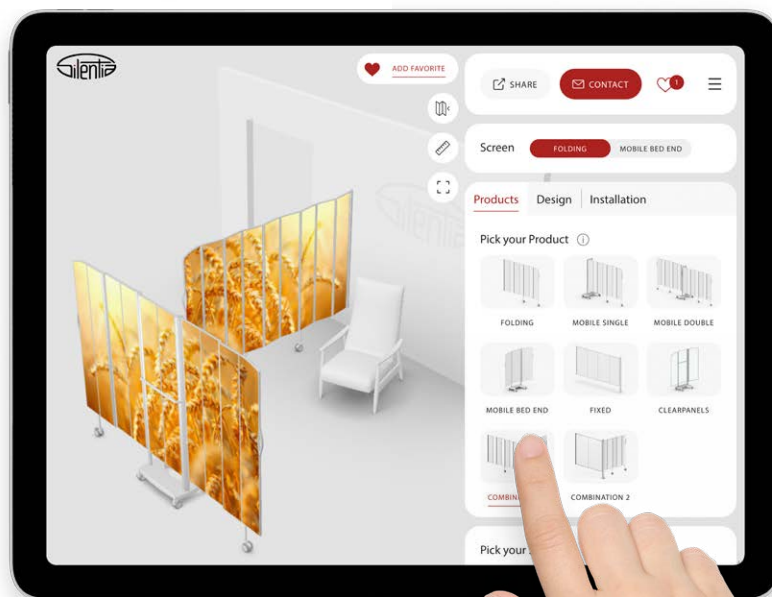 Silentia
ADD FAVORITE
SHARE
CONTACT
1
Screen
FOLDING
MOBILE BED END
Products
Design
Installation
Pick your Product
FOLDING
MOBILE SINGLE
MOBILE DOUBLE
MOBILE BED END
FIXED
CLEARPANELS
COMBINATION 2
Pick your